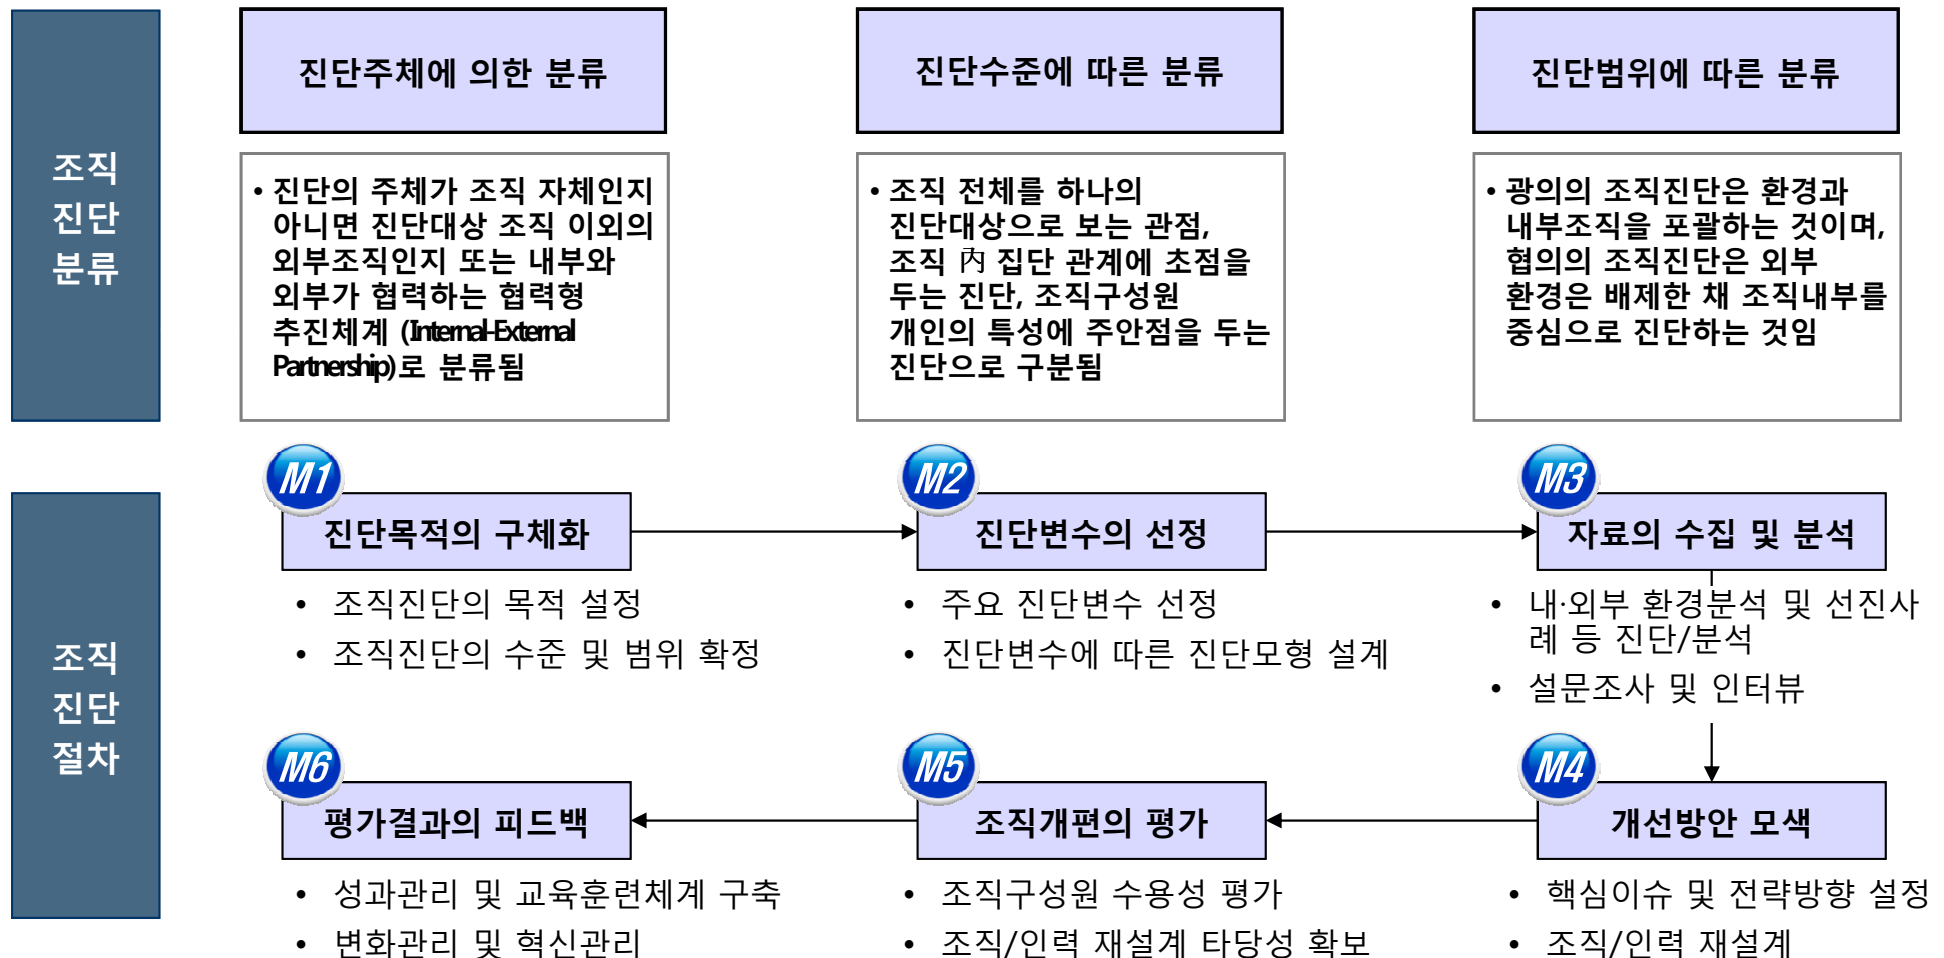 조직
진단
분류
진단주체에 의한 분류
• 진단의 주체가 조직 자체인지
아니면 진단대상 조직 이외의
외부조직인지 또는 내부와
외부가 협력하는 협력형
추진체계 (Internal-External
Partnership)로 분류됨
진단수준에 따른 분류
• 조직 전체를 하나의
진단대상으로 보는 관점,
조직 內 집단 관계에 초점을
두는 진단, 조직구성원
개인의 특성에 주안점을 두는
진단으로 구분됨
진단범위에 따른 분류
• 광의의 조직진단은 환경과
내부조직을 포괄하는 것이며,
협의의 조직진단은 외부
환경은 배제한 채 조직내부를
중심으로 진단하는 것임
조직
진단
절차
M1
진단목적의 구체화
• 조직진단의 목적 설정
• 조직진단의 수준 및 범위 확정
M2
진단변수의 선정
• 주요 진단변수 선정
• 진단변수에 따른 진단모형 설계
M3
자료의 수집 및 분석
• 내·외부 환경분석 및 선진사
례 등 진단/분석
• 설문조사 및 인터뷰
M4
개선방안 모색
• 핵심이슈 및 전략방향 설정
• 조직/인력 재설계
M5
조직개편의 평가
• 조직구성원 수용성 평가
• 조직/인력 재설계 타당성 확보
M6
평가결과의 피드백
• 성과관리 및 교육훈련체계 구축
• 변화관리 및 혁신관리